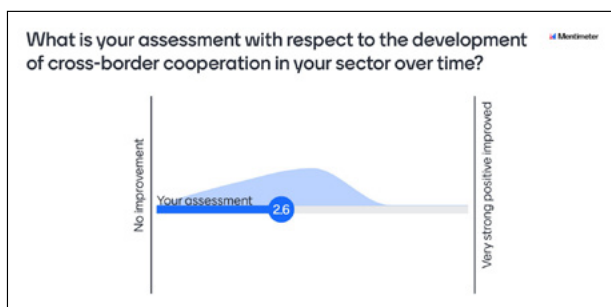 What is your assessment with respect to the development
of cross-border cooperation in your sector over time?
Mentimeter
No improvement
Your assessment
2.6
Very strong positive improved